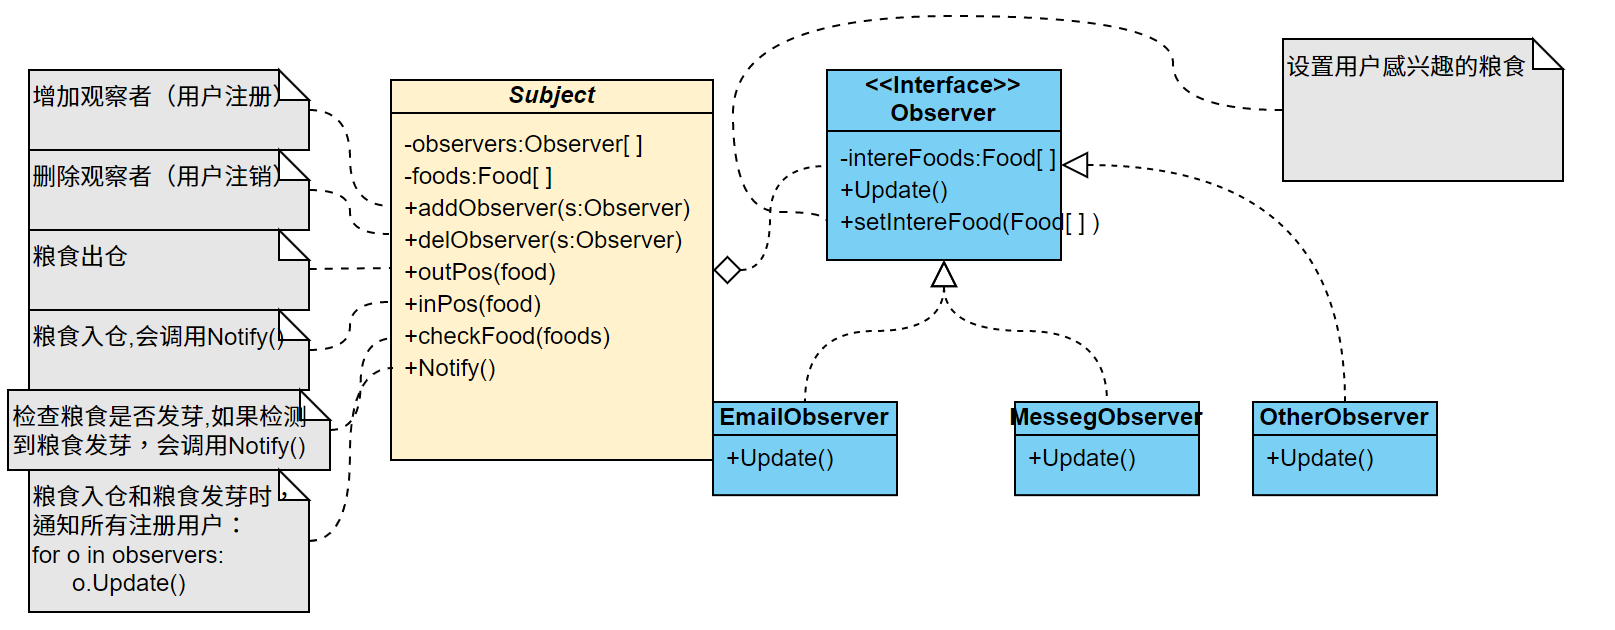 增加观察者（用户注册）
删除观察者（用户注销）
粮食出仓
粮食入仓,会调用Notify()
检查粮食是否发芽,如果检测
到粮食发芽，会调用Notify()
粮食入仓和粮食发芽时，
通知所有注册用户：
for o in observers:
o.Update()
Subject
-observers:Observer[ ]
-foods:Food[ ]
+addObserver(s:Observer)
+delObserver(s:Observer)
+outPos(food)
+inPos(food)
+checkFood(foods)
+Notify()
<<Interface>>
Observer
-intereFoods:Food[ ]
+Update()
+setIntereFood(Food[ ] )
设置用户感兴趣的粮食
EmailObserver
+Update()
MessegObserver
+Update()
OtherObserver
+Update()